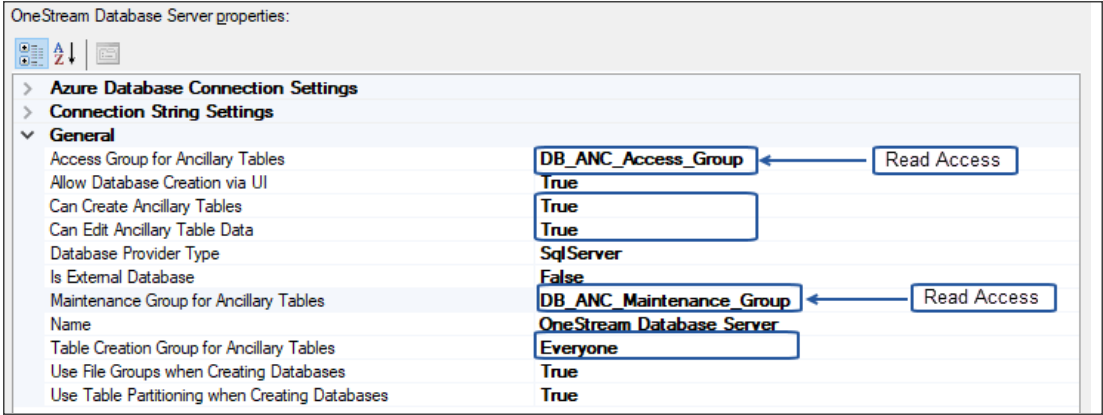 OneStream Database Server properties:
A
Z
Azure Database Connection Settings
Connection String Settings
General
Access Group for Ancillary Tables DB_ANC_Access_Group Read Access
Allow Database Creation via UI True
Can Create Ancillary Tables True
Can Edit Ancillary Table Data True
Database Provider Type SqlServer
Is External Database False
Maintenance Group for Ancillary Tables DB_ANC_Maintenance_Group Read Access
Name OneStream Database Server
Table Creation Group for Ancillary Tables Everyone
Use File Groups when Creating Databases True
Use Table Partitioning when Creating Databases True